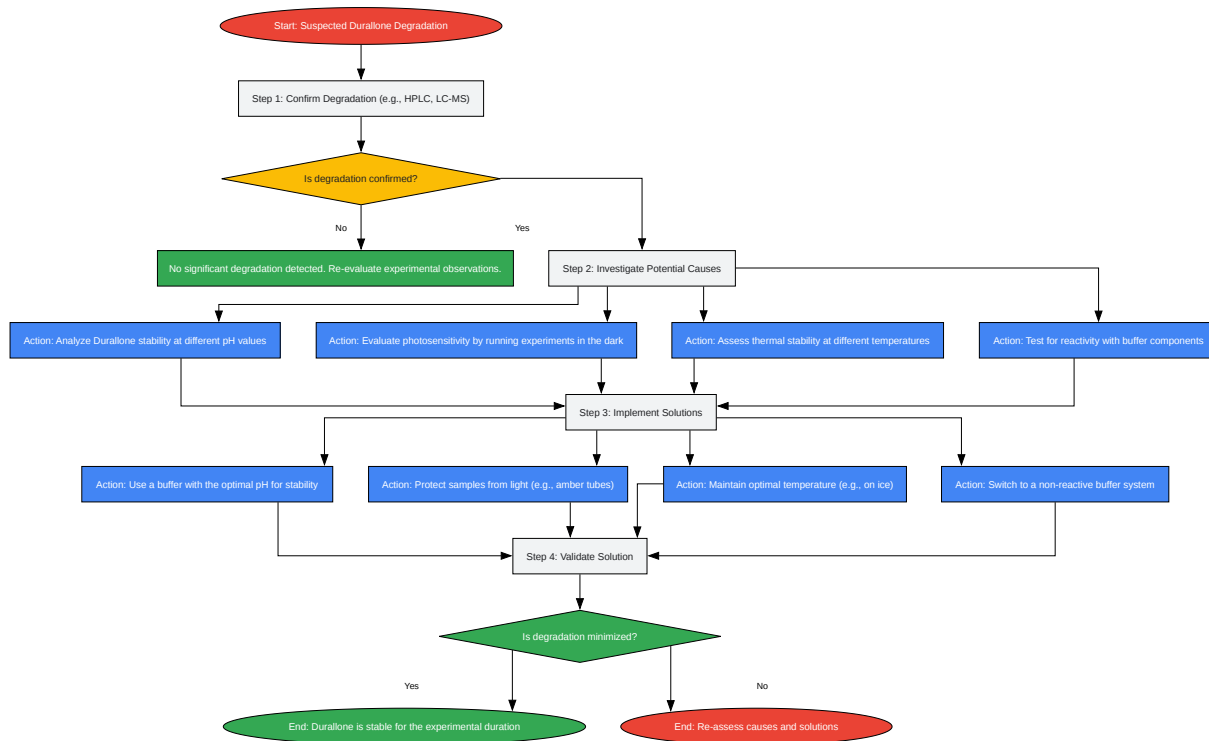 Start: Suspected Durallone Degradation
Step 1: Confirm Degradation (e.g., HPLC, LC-MS)
Is degradation confirmed?
No
Yes
No significant degradation detected. Re-evaluate experimental observations.
Step 2: Investigate Potential Causes
Action: Analyze Durallone stability at different pH values
Action: Evaluate photosensitivity by running experiments in the dark
Action: Assess thermal stability at different temperatures
Action: Test for reactivity with buffer components
Step 3: Implement Solutions
Action: Use a buffer with the optimal pH for stability
Action: Protect samples from light (e.g., amber tubes)
Action: Maintain optimal temperature (e.g., on ice)
Action: Switch to a non-reactive buffer system
Step 4: Validate Solution
Is degradation minimized?
Yes
No
End: Durallone is stable for the experimental duration
End: Re-assess causes and solutions